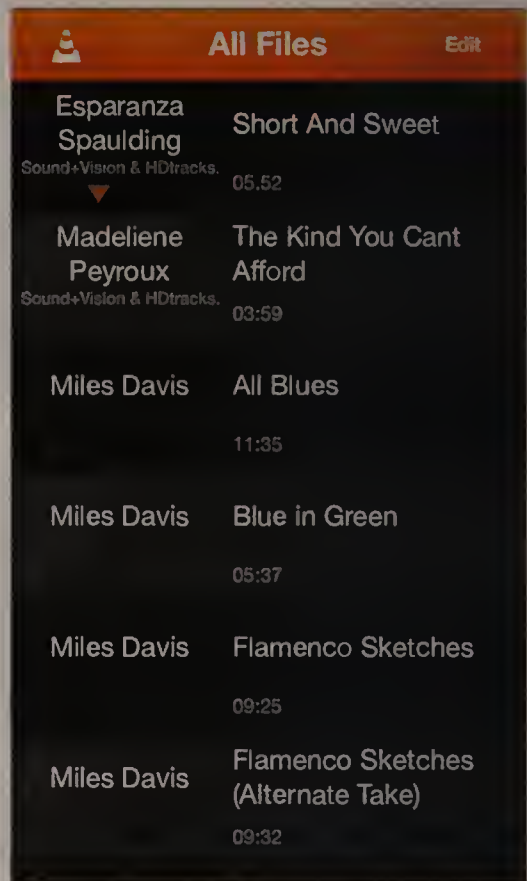 All Files
Edit
Esparanza
Spaulding
Sound+Vision & HDtracks.
Short And Sweet
05.52
Madeliene
Peyroux
Sound+Vision & HDtracks.
The Kind You Cant
Afford
03:59
Miles Davis
All Blues
11:35
Miles Davis
Blue in Green
05:37
Miles Davis
Flamenco Sketches
09:25
Miles Davis
Flamenco Sketches
(Alternate Take)
09:32